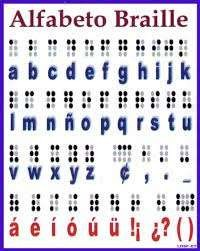 Alfabeto Braille
a b c d e f g h i j k
l m n ñ o p q r s t u
v w x y z ¢ , . _
á é í ó ú ü !¡ ¿? ( )